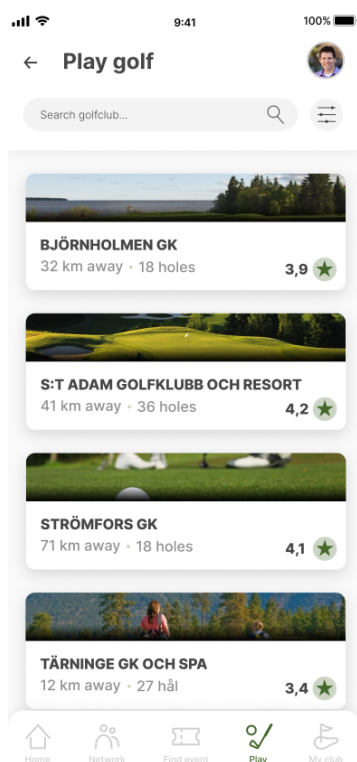 9:41
100%
Play golf
Search golfclub...
BJÖRNHOLMEN GK
32 km away • 18 holes
3,9
S:T ADAM GOLFKLUBB OCH RESORT
41 km away • 36 holes
4,2
STRÖMFORS GK
71 km away • 18 holes
4,1
TÄRNINGE GK OCH SPA
12 km away • 27 hål
3,4
Home Network Find event Play My club